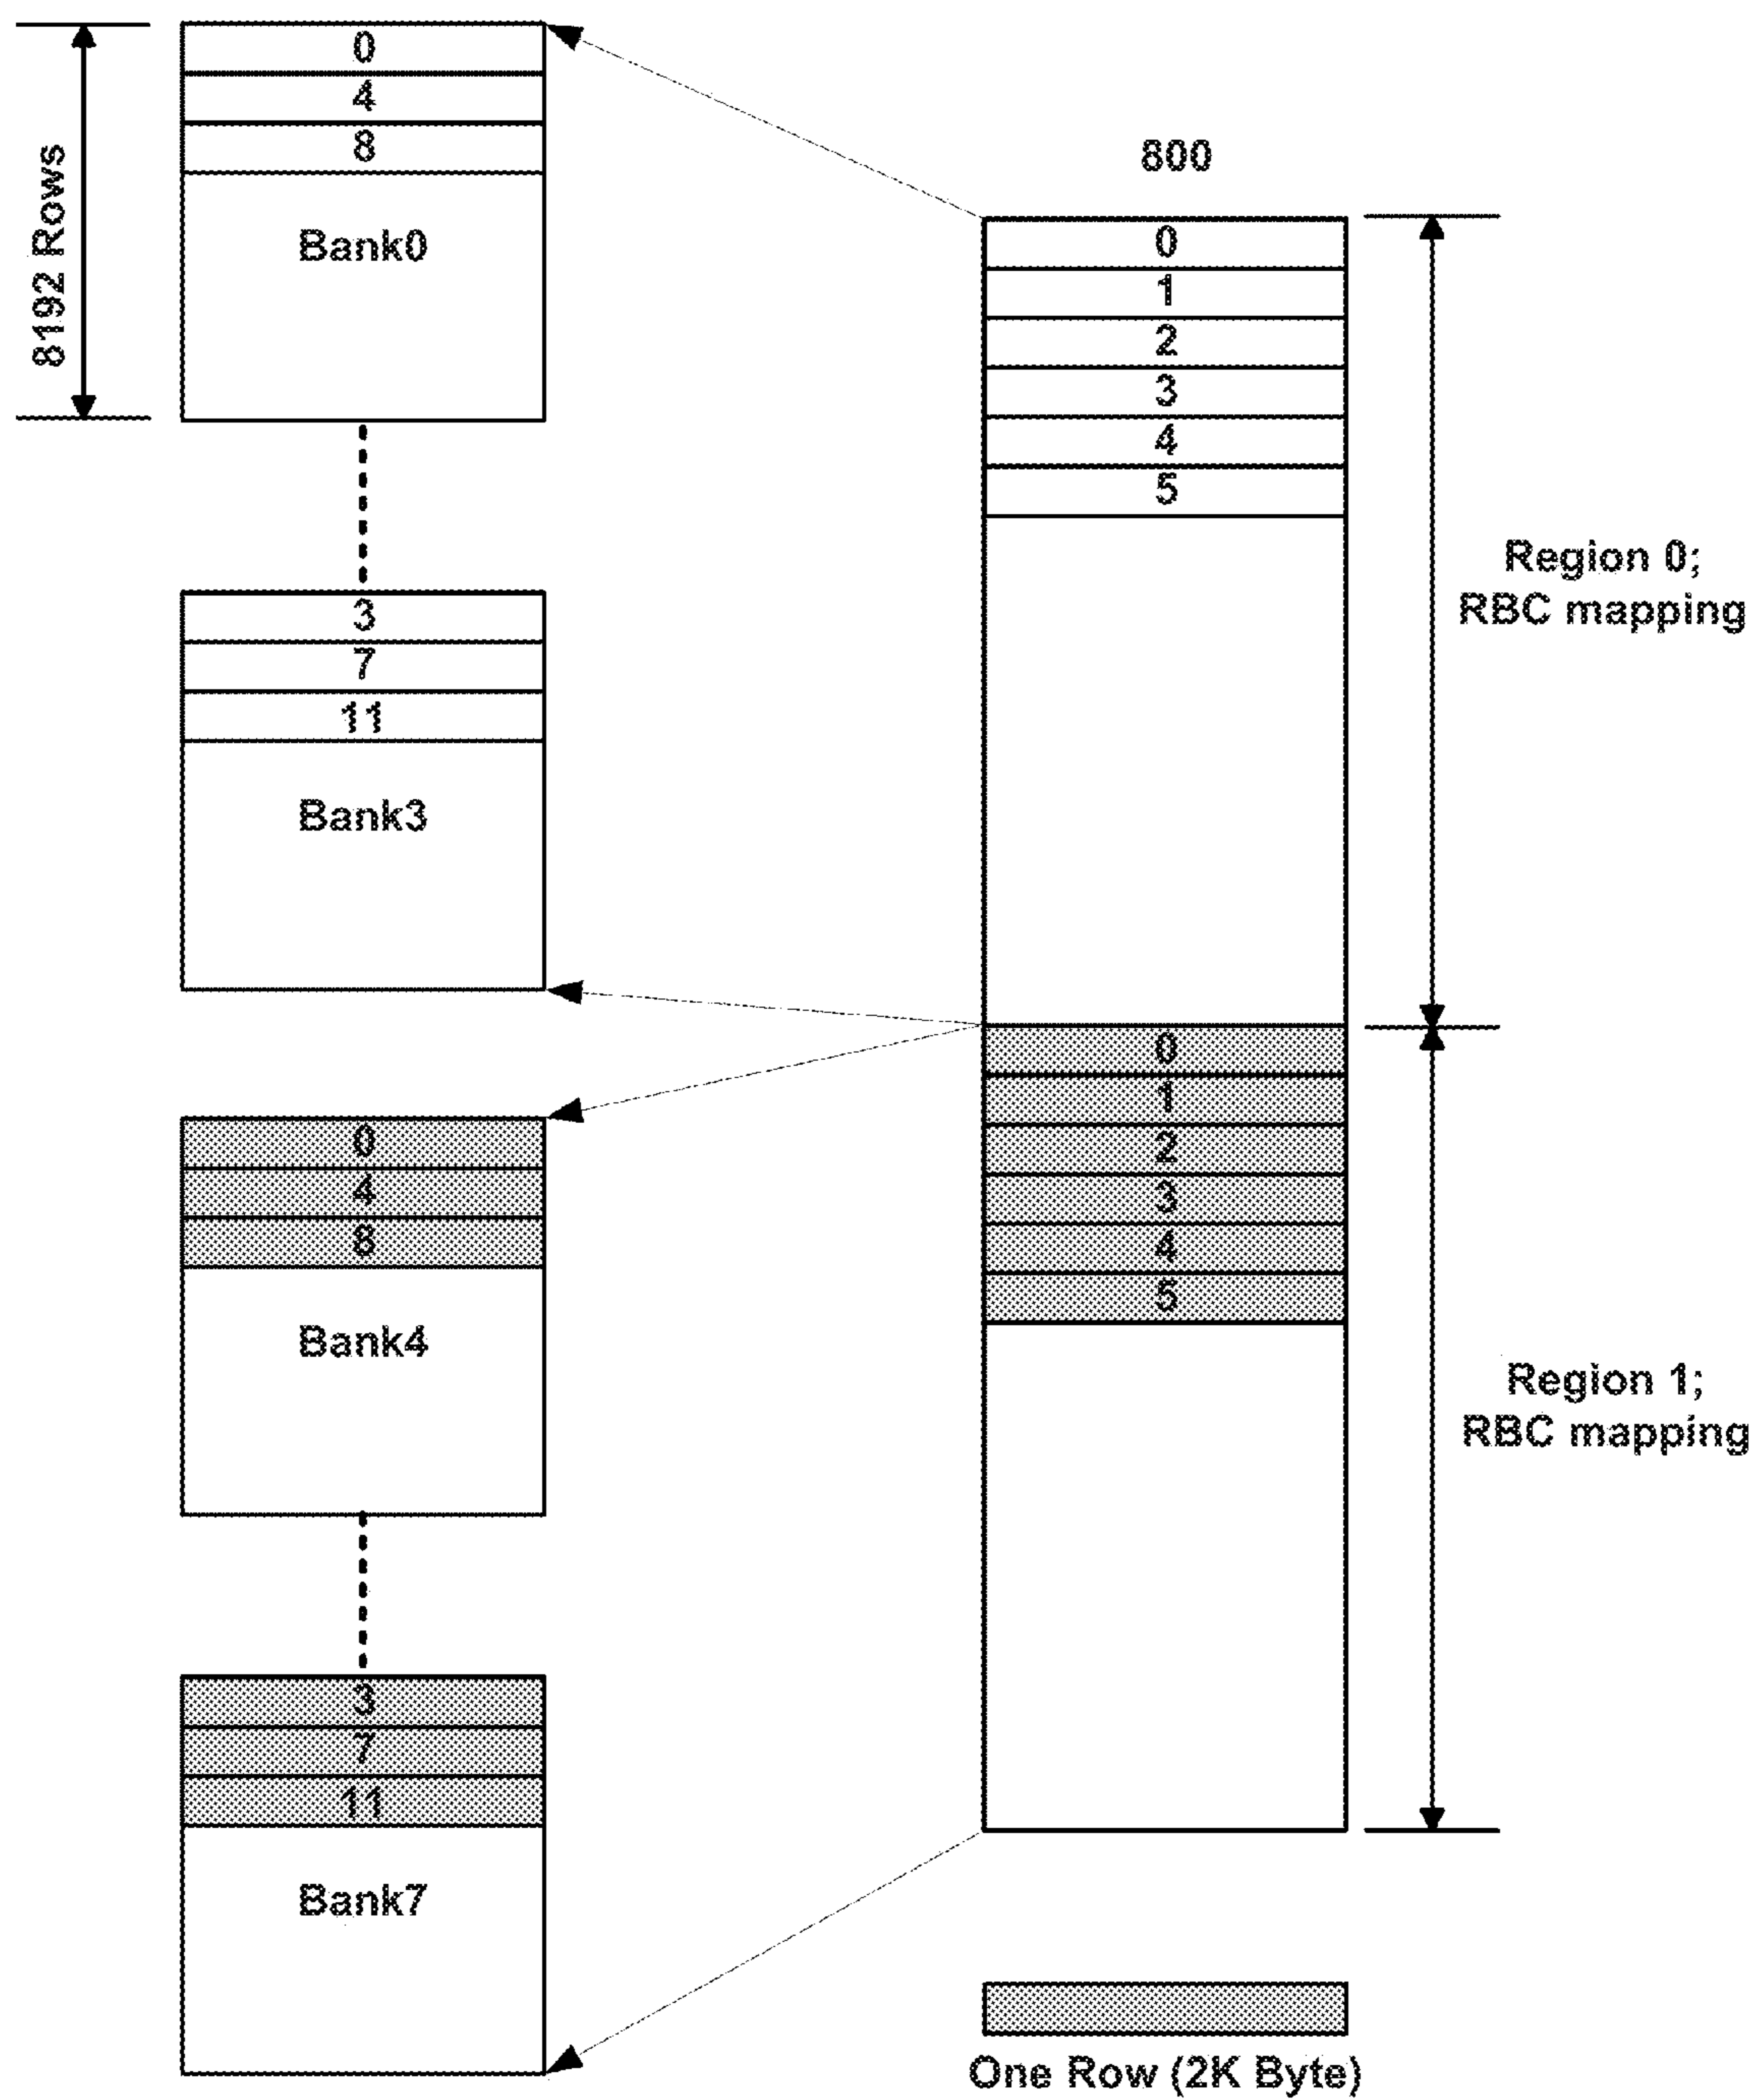 8192 Rows
0
4
8
Bank0
3
7
11
Bank3
0
4
8
Bank4
3
7
11
Bank7
800
0
1
2
3
4
5
Region 0;
RBC mapping
0
1
2
3
4
5
Region 1;
RBC mapping
One Row (2K Byte)